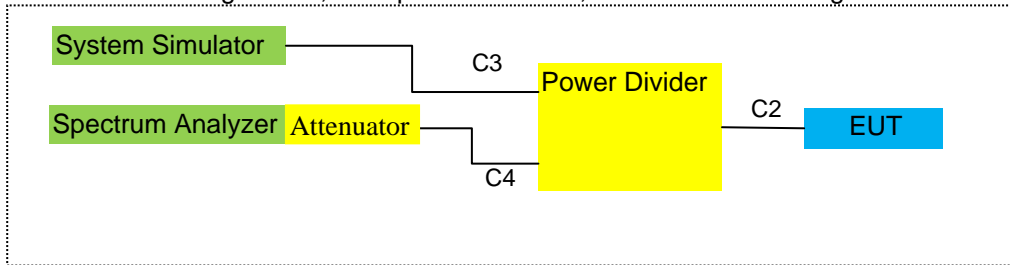 System Simulator
C3
Power Divider
C2
Spectrum Analyzer Attenuator
EUT
C4